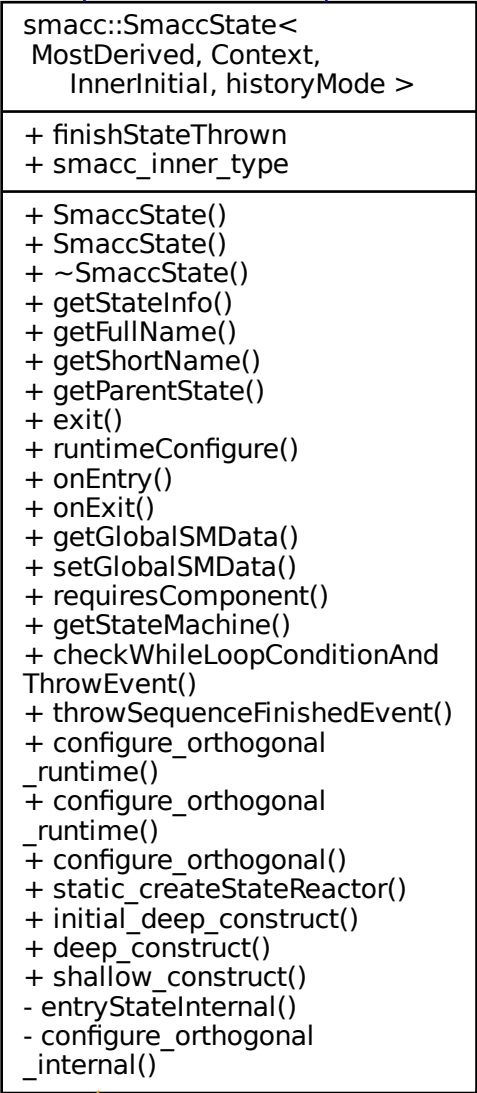 smacc::SmaccState<
MostDerived, Context,
InnerInitial, historyMode >
+ finishStateThrown
+ smacc_inner_type
+ SmaccState()
+ SmaccState()
+ ~SmaccState()
+ getStateInfo()
+ getFullName()
+ getShortName()
+ getParentState()
+ exit()
+ runtimeConfigure()
+ onEntry()
+ onExit()
+ getGlobalSMData()
+ setGlobalSMData()
+ requiresComponent()
+ getStateMachine()
+ checkWhileLoopConditionAnd
ThrowEvent()
+ throwSequenceFinishedEvent()
+ configure_orthogonal
_runtime()
+ configure_orthogonal
_runtime()
+ configure_orthogonal()
+ static_createStateReactor()
+ initial_deep_construct()
+ deep_construct()
+ shallow_construct()
- entryStateInternal()
- configure_orthogonal
_internal()